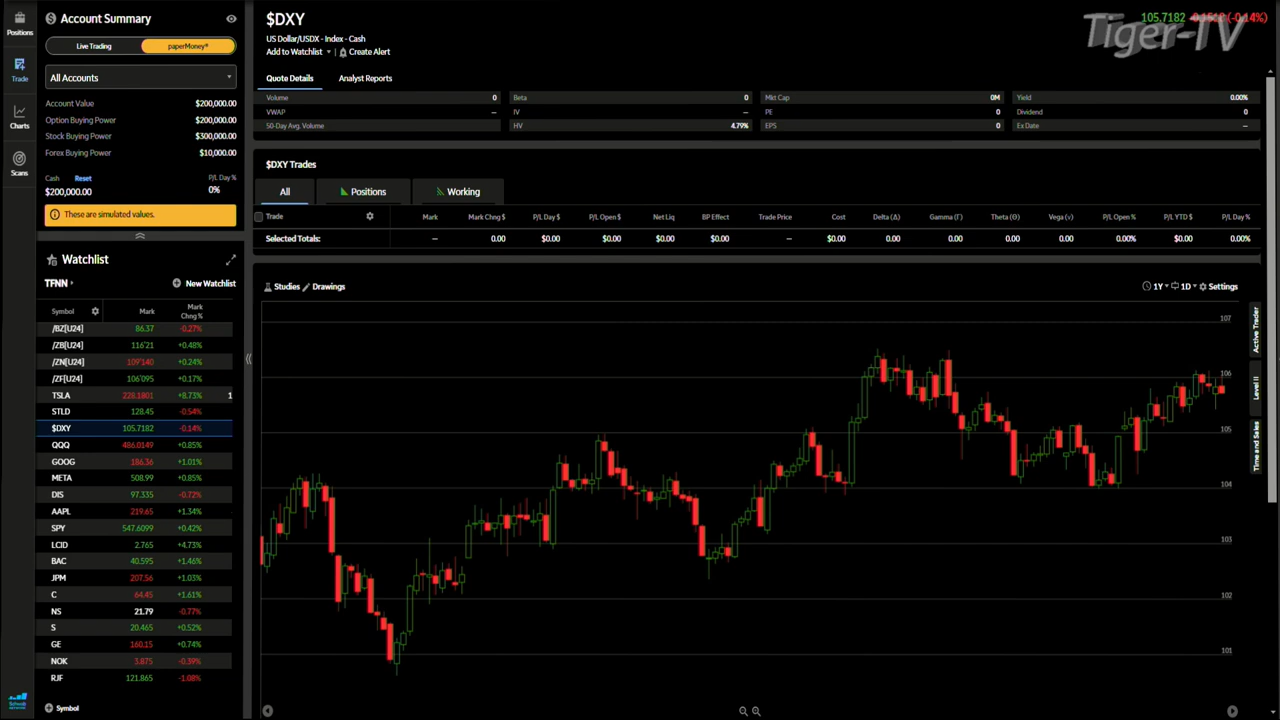 Positions
Trade
Charts
Scans
Account Summary
Live Trading
paperMoney®
All Accounts
Account Value $200,000.00
Option Buying Power $200,000.00
Stock Buying Power $300,000.00
Forex Buying Power $10,000.00
Cash Reset P/L Day %
$200,000.00 0%
These are simulated values.
Watchlist
TFNN
New Watchlist
Symbol Mark Mark Chng %
/BZ[U24] 86.37 -0.27%
/ZB[U24] 116'21 +0.48%
/ZN[U24] 109'140 +0.24%
/ZF[U24] 106'095 +0.17%
TSLA 228.1801 +8.73% 1
STLD 128.45 -0.54%
$DXY 105.7182 -0.14%
QQQ 486.0149 +0.85%
GOOG 186.36 +1.01%
META 508.99 +0.85%
DIS 97.335 -0.72%
AAPL 219.65 +1.34%
SPY 547.6099 +0.42%
LCID 2.765 +4.73%
BAC 40.595 +1.46%
JPM 207.56 +1.03%
C 64.45 +1.61%
NS 21.79 -0.77%
S 20.465 +0.52%
GE 160.15 +0.74%
NOK 3.875 -0.39%
RJF 121.865 -1.08%
Symbol
$DXY
105.7182 (-0.14%)
Tiger-TV
US Dollar/USDX - Index - Cash
Add to Watchlist Create Alert
Quote Details Analyst Reports
Volume 0 Beta 0 Mkt Cap 0M Yield 0.00%
VWAP -- IV -- PE 0 Dividend 0
50-Day Avg. Volume HV 4.79% EPS 0 Ex Date --
$DXY Trades
All Positions Working
Trade Mark Mark Chng $ P/L Day $ P/L Open $ Net Liq BP Effect Trade Price Cost Delta (Δ) Gamma (Γ) Theta (Θ) Vega (v) P/L Open % P/L YTD $ P/L Day %
Selected Totals: -- 0.00 $0.00 $0.00 $0.00 $0.00 -- $0.00 0.00 0.00 0.00 0.00 0.00% $0.00 0.00%
Studies Drawings
1Y 1D Settings
107
106
105
104
103
102
101
Active Trader
Level II
Time and Sales